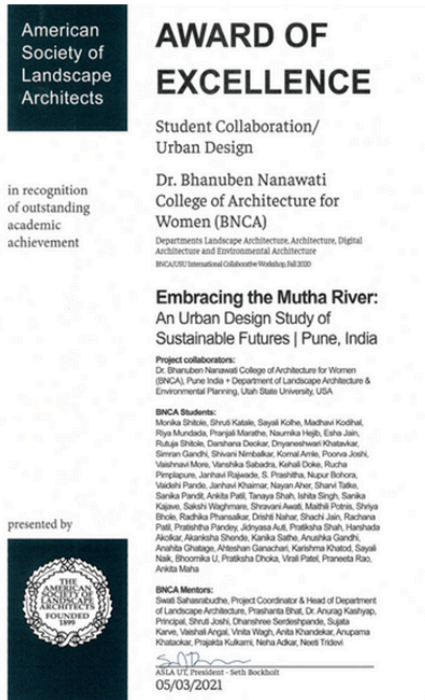 American
Society of
Landscape
Architects
AWARD OF
EXCELLENCE
Student Collaboration/
Urban Design
in recognition
of outstanding
academic
achievement
Dr. Bhanuben Nanawati
College of Architecture for
Women (BNCA)
Departments Landscape Architecture, Architecture, Digital
Architecture and Environmental Architecture
BNCA/USU International Collaborative Workshop, Fall 2020
Embracing the Mutha River:
An Urban Design Study of
Sustainable Futures | Pune, India
Project collaborators:
Dr. Bhanuben Nanawati College of Architecture for Women
(BNCA), Pune India + Department of Landscape Architecture &
Environmental Planning, Utah State University, USA
BNCA Students:
Monika Shitole, Shruti Katale, Sayali Kolhe, Madhavi Kodihal,
Riya Mundada, Pranjali Marathe, Naumika Hejib, Esha Jain,
Rutuja Shitole, Darshana Deokar, Dnyaneshwari Khatavkar,
Simran Gandhi, Shivani Nimbalkar, Komal Amle, Poorva Joshi,
Vaishnavi More, Vanshika Sabadra, Kehali Doke, Rucha
Pimplapure, Janhavi Rajwade, S. Prashitha, Nupur Bohora,
Vaidehi Pande, Janhavi Khairnar, Nayan Aher, Sharvi Tatke,
Sanika Pandit, Ankita Patil, Tanaya Shah, Ishita Singh, Sanika
Kajave, Sakshi Waghmare, Shravani Awati, Maithili Potnis, Shriya
Bhole, Radhika Phansalkar, Drishti Nahar, Shachi Jain, Rachana
Patil, Pratishtha Pandey, Jidnyasa Auti, Pratiksha Shah, Harshada
Akolkar, Akanksha Shende, Kanika Sathe, Anushka Gandhi,
Anahita Ghatage, Ahteshan Ganachari, Karishma Khatod, Sayali
Naik, Bhoomika U, Pratiksha Dhoka, Virali Patel, Praneeta Rao,
Ankita Maha
presented by
THE
AMERICAN
SOCIETY OF
LANDSCAPE
ARCHITECTS
FOUNDED
1899
BNCA Mentors:
Swati Sahasrabudhe, Project Coordinator & Head of Department
of Landscape Architecture, Prashanta Bhat, Dr. Anurag Kashyap,
Principal, Shruti Joshi, Dhanshree Serdeshpande, Sujata
Karve, Vaishali Angal, Vinita Wagh, Anita Khandekar, Anupama
Khataokar, Prajakta Kulkarni, Neha Adkar, Neeti Tridevi
ASLA UT, President - Seth Bockholt
05/03/2021